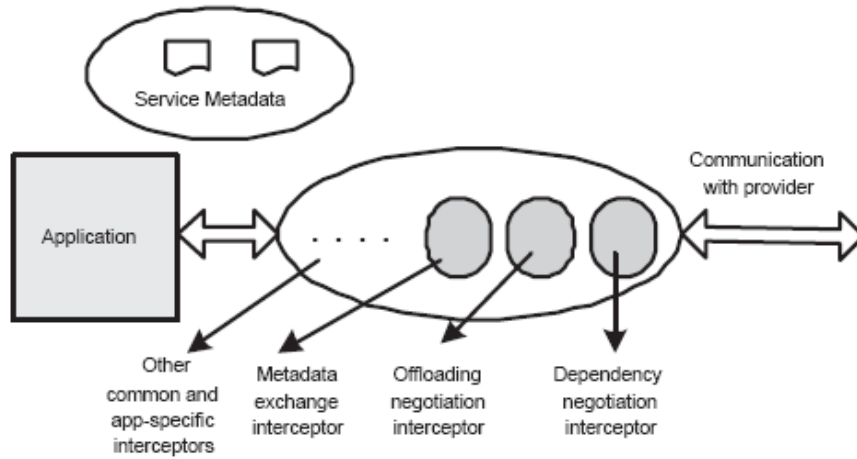 Service Metadata
Communication
with provider
Application
. . . .
Other
common and
app-specific
interceptors
Metadata
exchange
interceptor
Offloading
negotiation
interceptor
Dependency
negotiation
interceptor